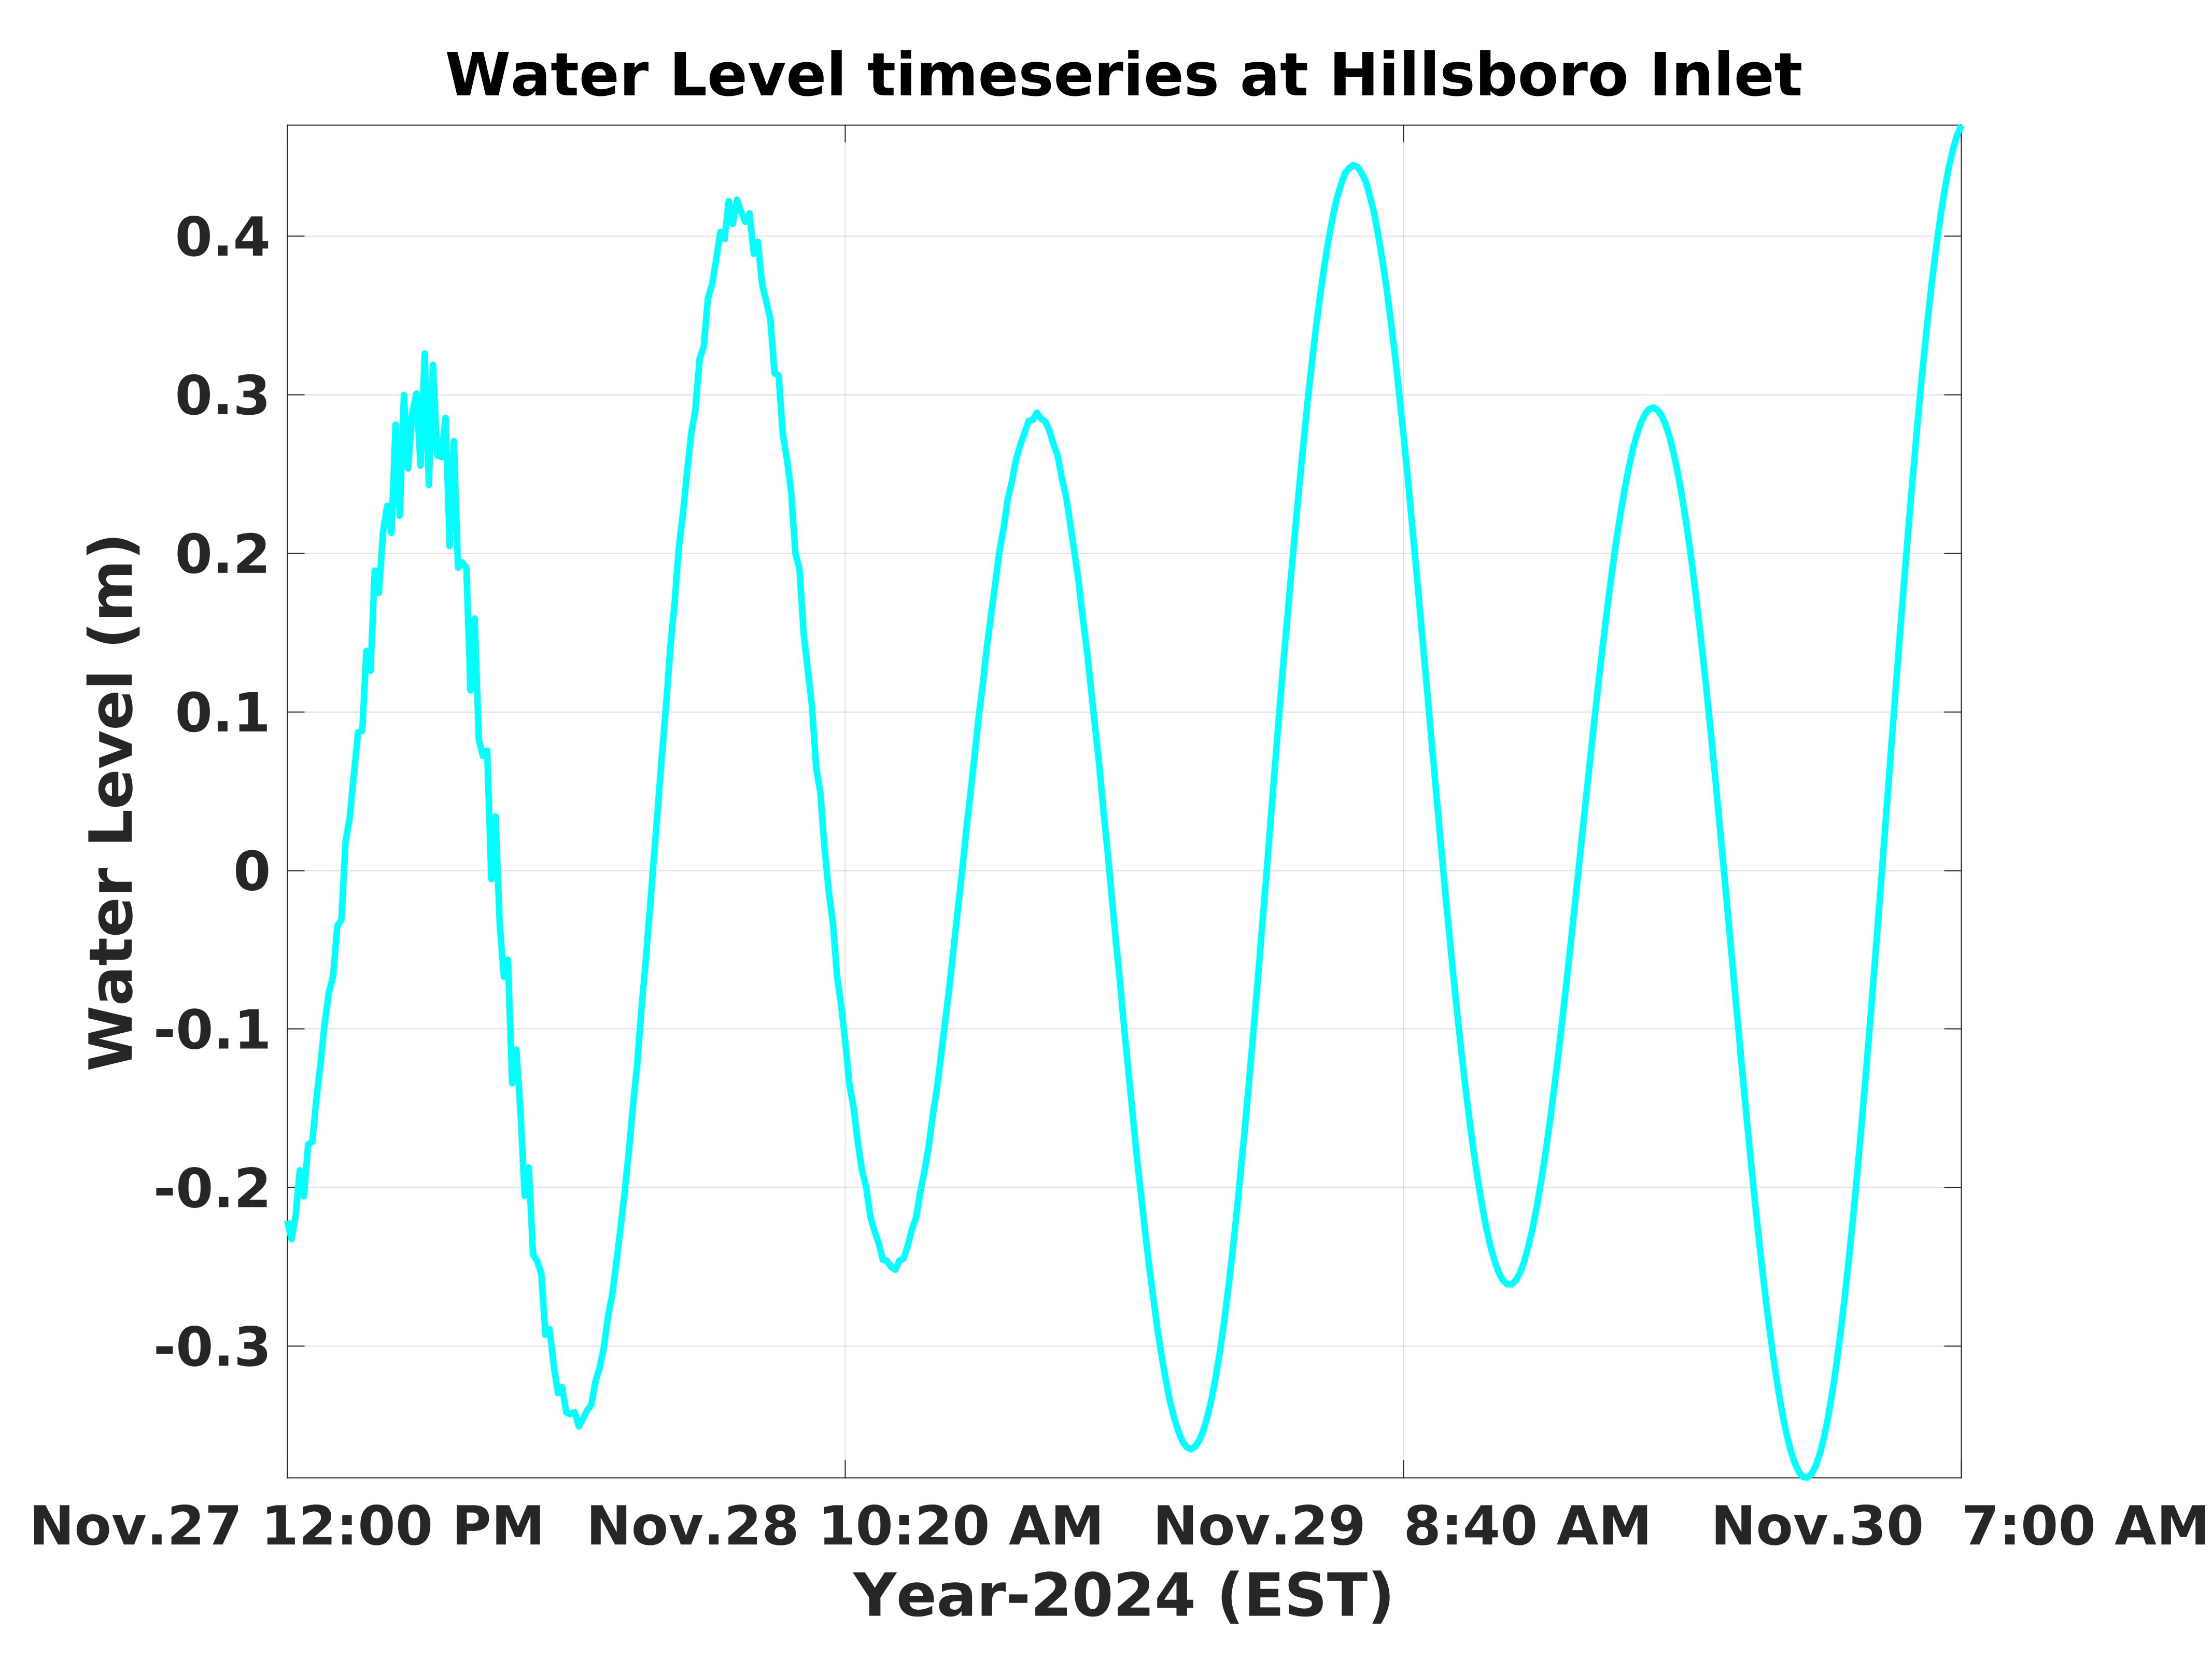 Water Level timeseries at Hillsboro Inlet
Water Level (m)
0.4
0.3
0.2
0.1
0
-0.1
-0.2
-0.3
Nov.27 12:00 PM Nov.28 10:20 AM Nov.29 8:40 AM Nov.30 7:00 AM
Year-2024 (EST)